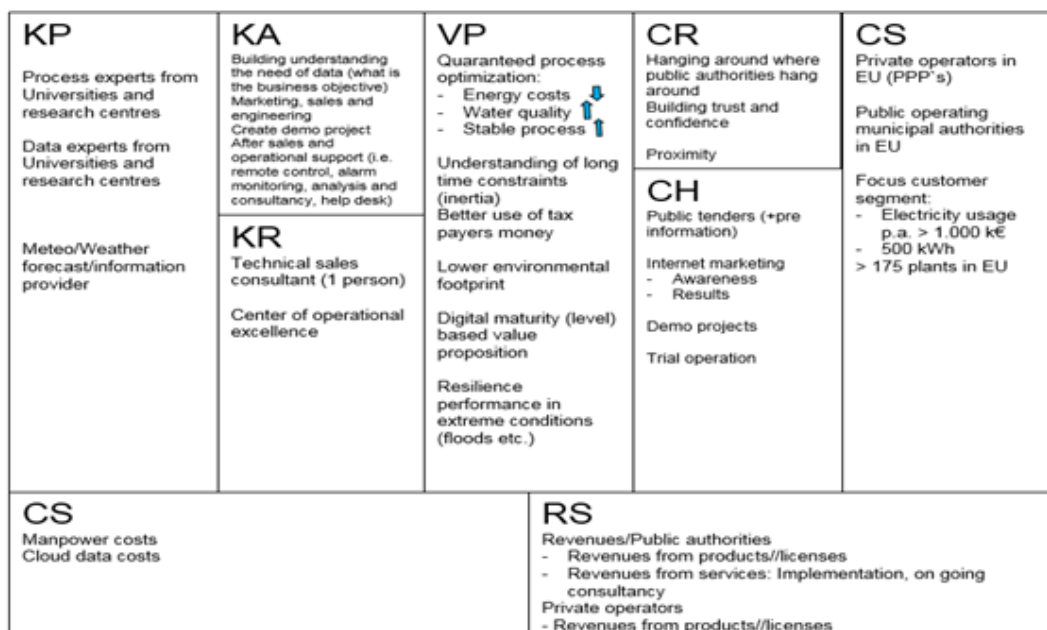 KP
Process experts from
Universities and
research centres
Data experts from
Universities and
research centres
Meteo/Weather
forecast/information
provider
KA
Building understanding
the need of data (what is
the business objective)
Marketing, sales and
engineering
Create demo project
After sales and
operational support (i.e.
remote control, alarm
monitoring, analysis and
consultancy, help desk)
KR
Technical sales
consultant (1 person)
Center of operational
excellence
VP
Quaranteed process
optimization:
- Energy costs
- Water quality
- Stable process
Understanding of long
time constraints
(inertia)
Better use of tax
payers money
Lower environmental
footprint
Digital maturity (level)
based value
proposition
Resilience
performance in
extreme conditions
(floods etc.)
CR
Hanging around where
public authorities hang
around
Building trust and
confidence
Proximity
CH
Public tenders (+pre
information)
Internet marketing
- Awareness
- Results
Demo projects
Trial operation
CS
Private operators in
EU (PPP`s)
Public operating
municipal authorities
in EU
Focus customer
segment:
- Electricity usage
p.a. > 1.000 k€
- 500 kWh
> 175 plants in EU
CS
Manpower costs
Cloud data costs
RS
Revenues/Public authorities
- Revenues from products//licenses
- Revenues from services: Implementation, on going
consultancy
Private operators
- Revenues from products//licenses